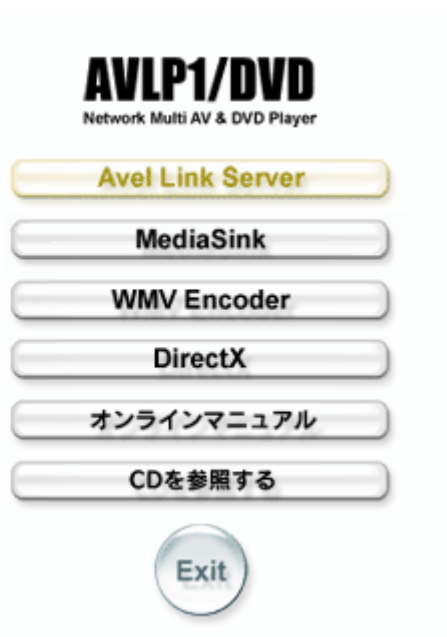 AVLP1/DVD
Network Multi AV & DVD Player
Avel Link Server
MediaSink
WMV Encoder
DirectX
オンラインマニュアル
CDを参照する
Exit